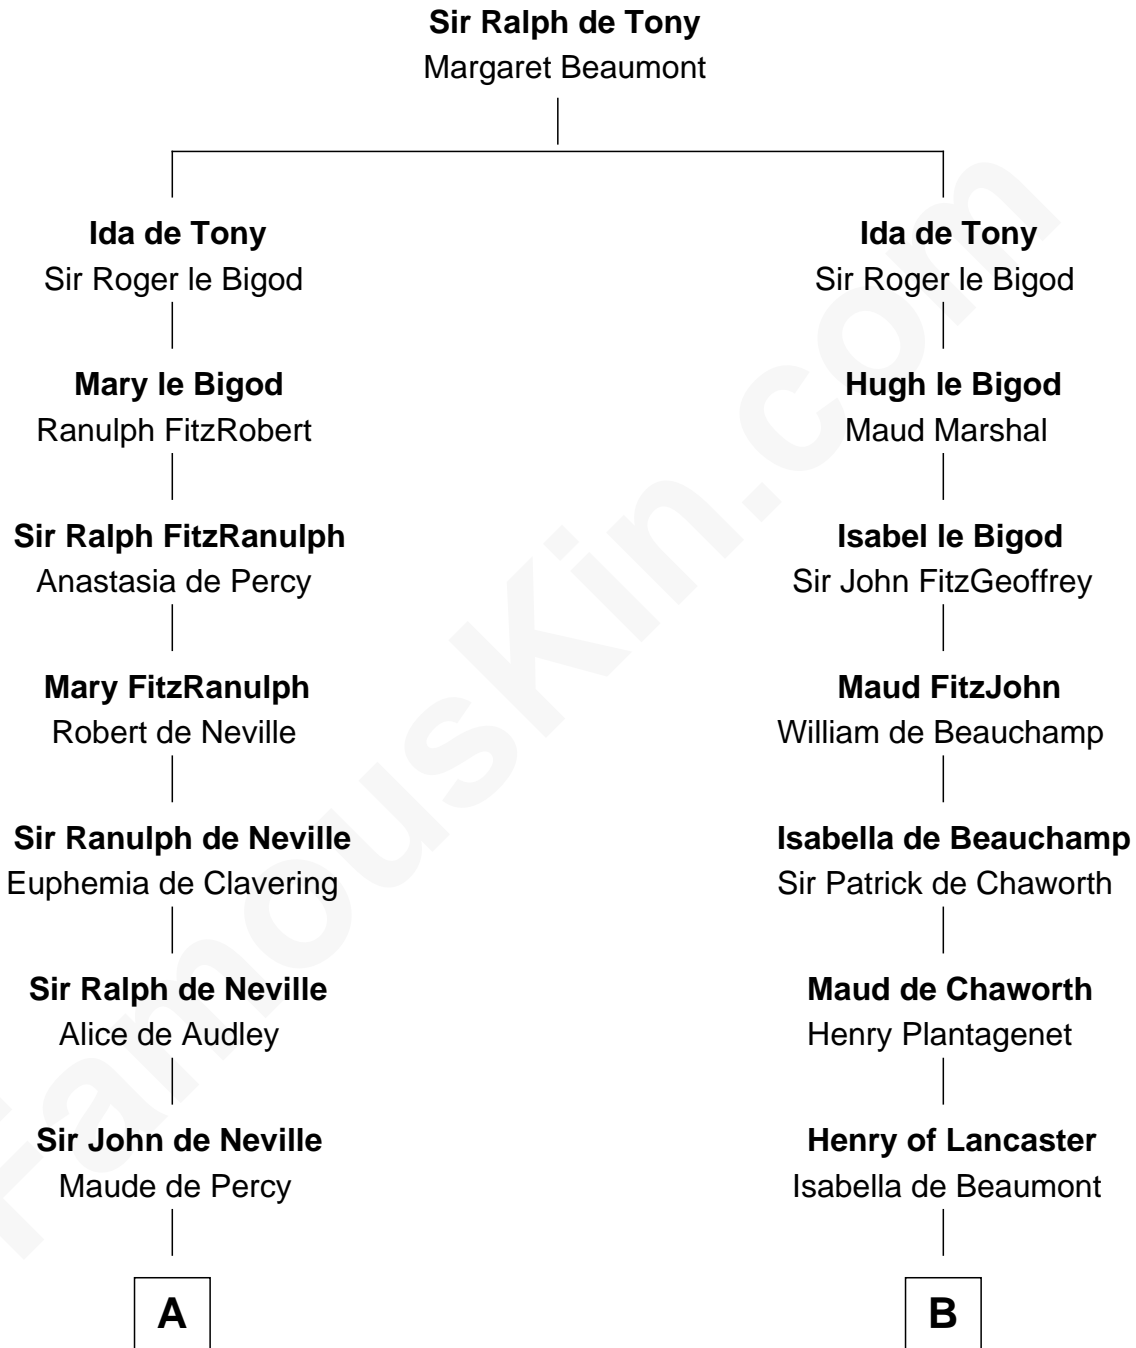 Sir Ralph de Tony
Margaret Beaumont
Ida de Tony
Sir Roger le Bigod
Mary le Bigod
Ranulph FitzRobert
Sir Ralph FitzRanulph
Anastasia de Percy
Mary FitzRanulph
Robert de Neville
Sir Ranulph de Neville
Euphemia de Clavering
Sir Ralph de Neville
Alice de Audley
Sir John de Neville
Maude de Percy
A
Ida de Tony
Sir Roger le Bigod
Hugh le Bigod
Maud Marshal
Isabel le Bigod
Sir John FitzGeoffrey
Maud FitzJohn
William de Beauchamp
Isabella de Beauchamp
Sir Patrick de Chaworth
Maud de Chaworth
Henry Plantagenet
Henry of Lancaster
Isabella de Beaumont
B
FamousKin.com